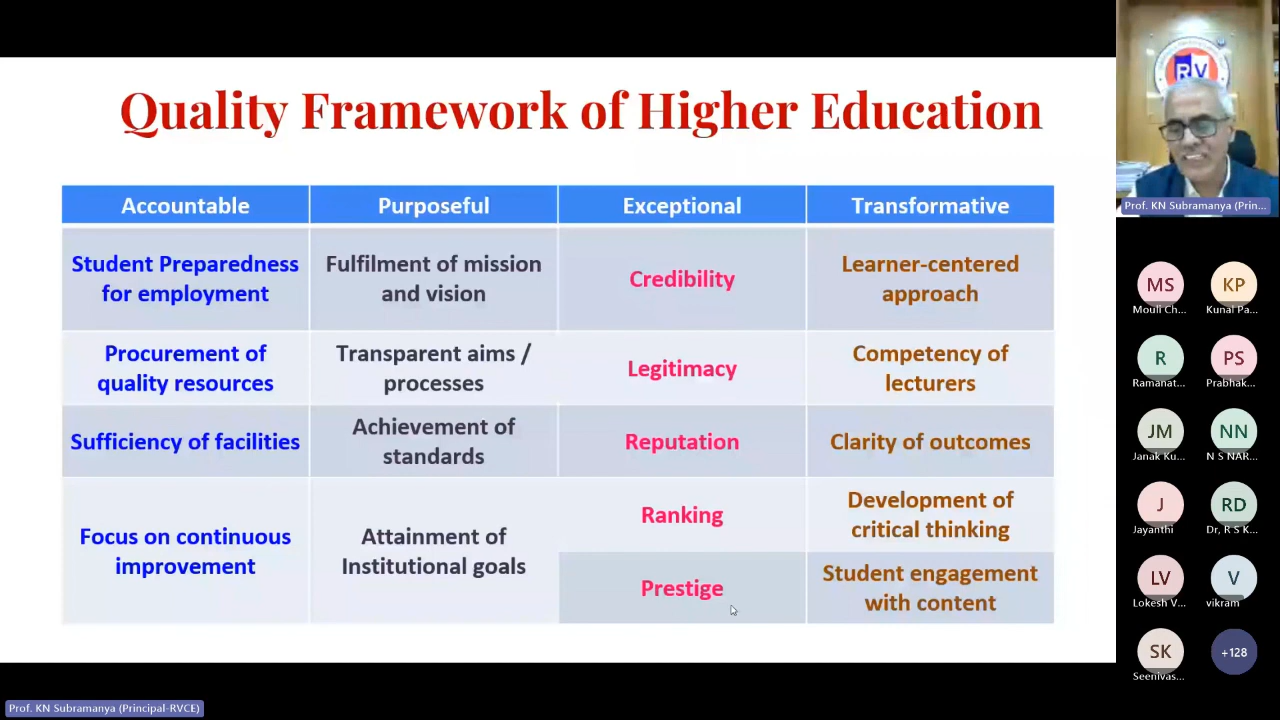 Quality Framework of Higher Education
Accountable
Purposeful
Exceptional
Transformative
Student Preparedness
for employment
Fulfilment of mission
and vision
Credibility
Learner-centered
approach
Procurement of
quality resources
Transparent aims /
processes
Legitimacy
Competency of
lecturers
Sufficiency of facilities
Achievement of
standards
Reputation
Clarity of outcomes
Focus on continuous
improvement
Attainment of
Institutional goals
Ranking
Development of
critical thinking
Prestige
Student engagement
with content
RV
Prof. KN Subramanya (Prin...
MS
Mouli Ch...
KP
Kunal Pa...
R
Ramanat...
PS
Prabhak...
JM
Janak Ku...
NN
N S NAR...
J
Jayanthi
RD
Dr, R S K...
LV
Lokesh V...
V
vikram
SK
Seenivas...
+128
Prof. KN Subramanya (Principal-RVCE)